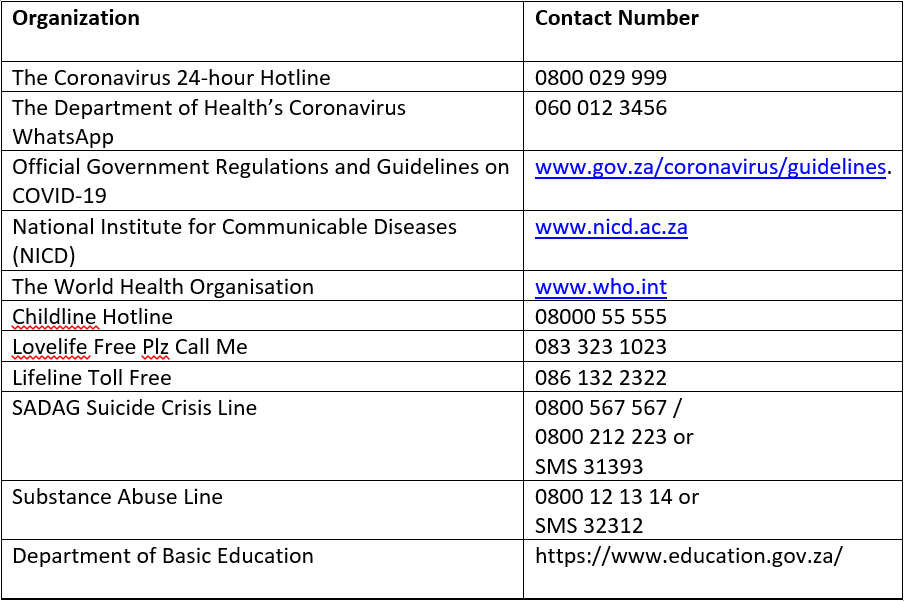 Organization
Contact Number
The Coronavirus 24-hour Hotline
0800 029 999
The Department of Health’s Coronavirus
WhatsApp
060 012 3456
Official Government Regulations and Guidelines on
COVID-19
www.gov.za/coronavirus/guidelines.
National Institute for Communicable Diseases
(NICD)
www.nicd.ac.za
The World Health Organisation
www.who.int
Childline Hotline
08000 55 555
Lovelife Free Plz Call Me
083 323 1023
Lifeline Toll Free
086 132 2322
SADAG Suicide Crisis Line
0800 567 567 /
0800 212 223 or
SMS 31393
Substance Abuse Line
0800 12 13 14 or
SMS 32312
Department of Basic Education
https://www.education.gov.za/